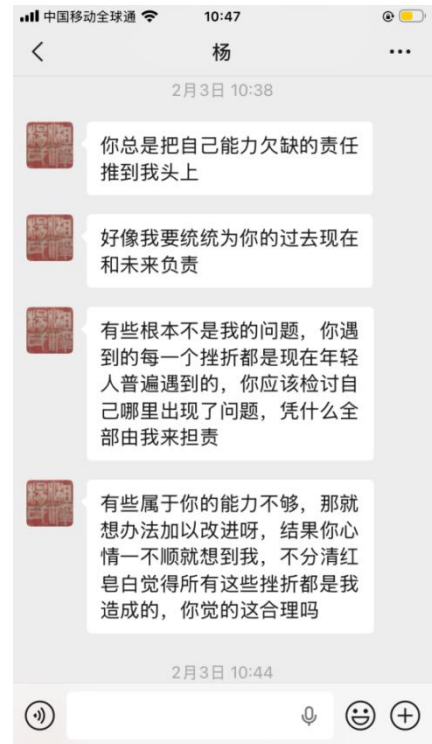 中国移动全球通
10:47
杨
2月3日 10:38
你总是把自己能力欠缺的责任
推到我头上
好像我要统统为你的过去现在
和未来负责
有些根本不是我的问题，你遇
到的每一个挫折都是现在年轻
人普遍遇到的，你应该检讨自
己哪里出现了问题，凭什么全
部由我来担责
有些属于你的能力不够，那就
想办法加以改进呀，结果你心
情一不顺就想到我，不分清红
皂白觉得所有这些挫折都是我
造成的，你觉的这合理吗
2月3日 10:44